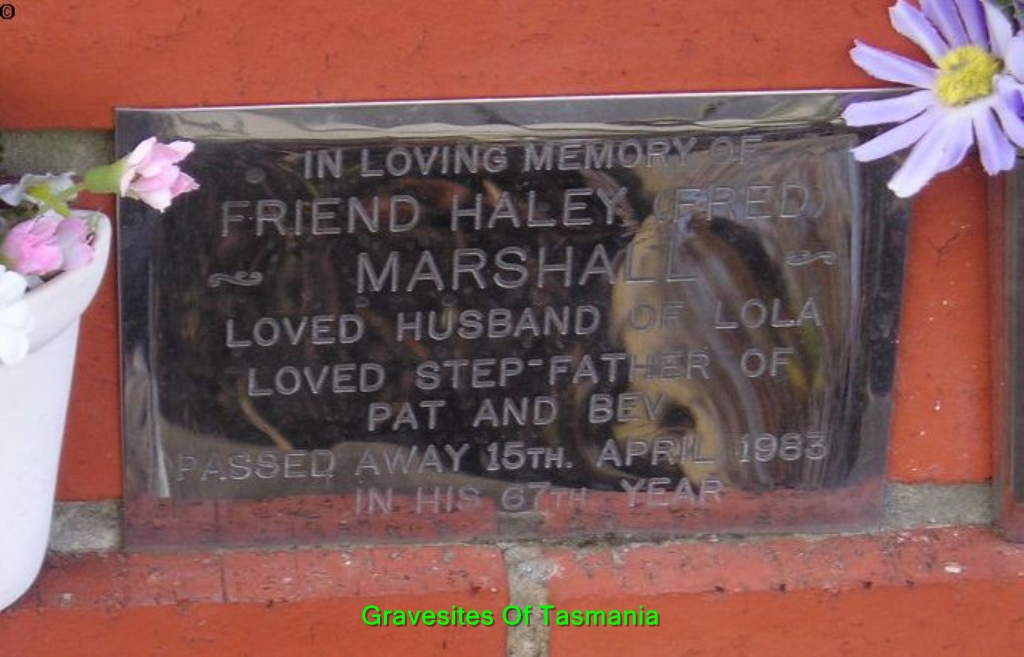 ©
IN LOVING MEMORY OF
FRIEND HALEY (FRED)
MARSHALL
LOVED HUSBAND OF LOLA
LOVED STEP-FATHER OF
PAT AND BEV
PASSED AWAY 15TH. APRIL 1983
IN HIS 67TH YEAR
Gravesites Of Tasmania